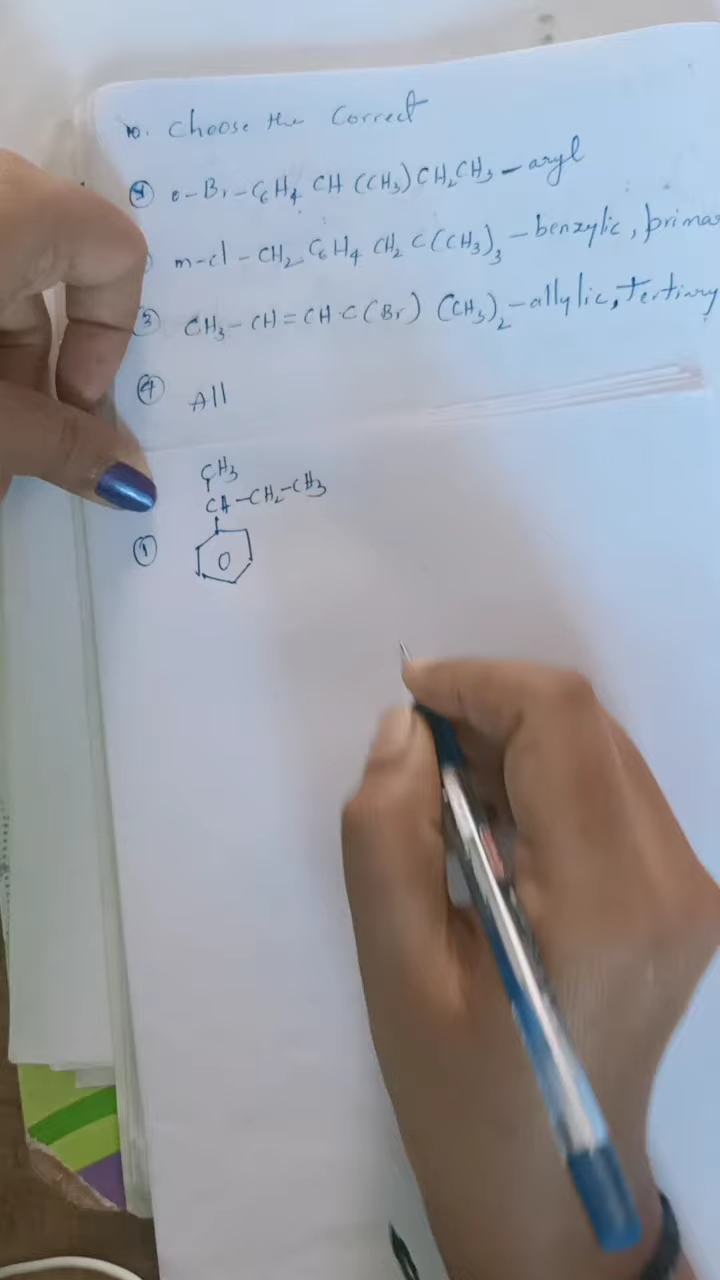 10. Choose the Correct
① o-Br-C6H4 CH (CH3) CH2CH3 - aryl
m-cl - CH2 C6H4 CH2 C(CH3)3 - benzylic, prima
③ CH3 - CH = CH-C(Br) (CH3)2 - allylic, Tertiary
④ All
CH3
CH-CH2-CH3
①